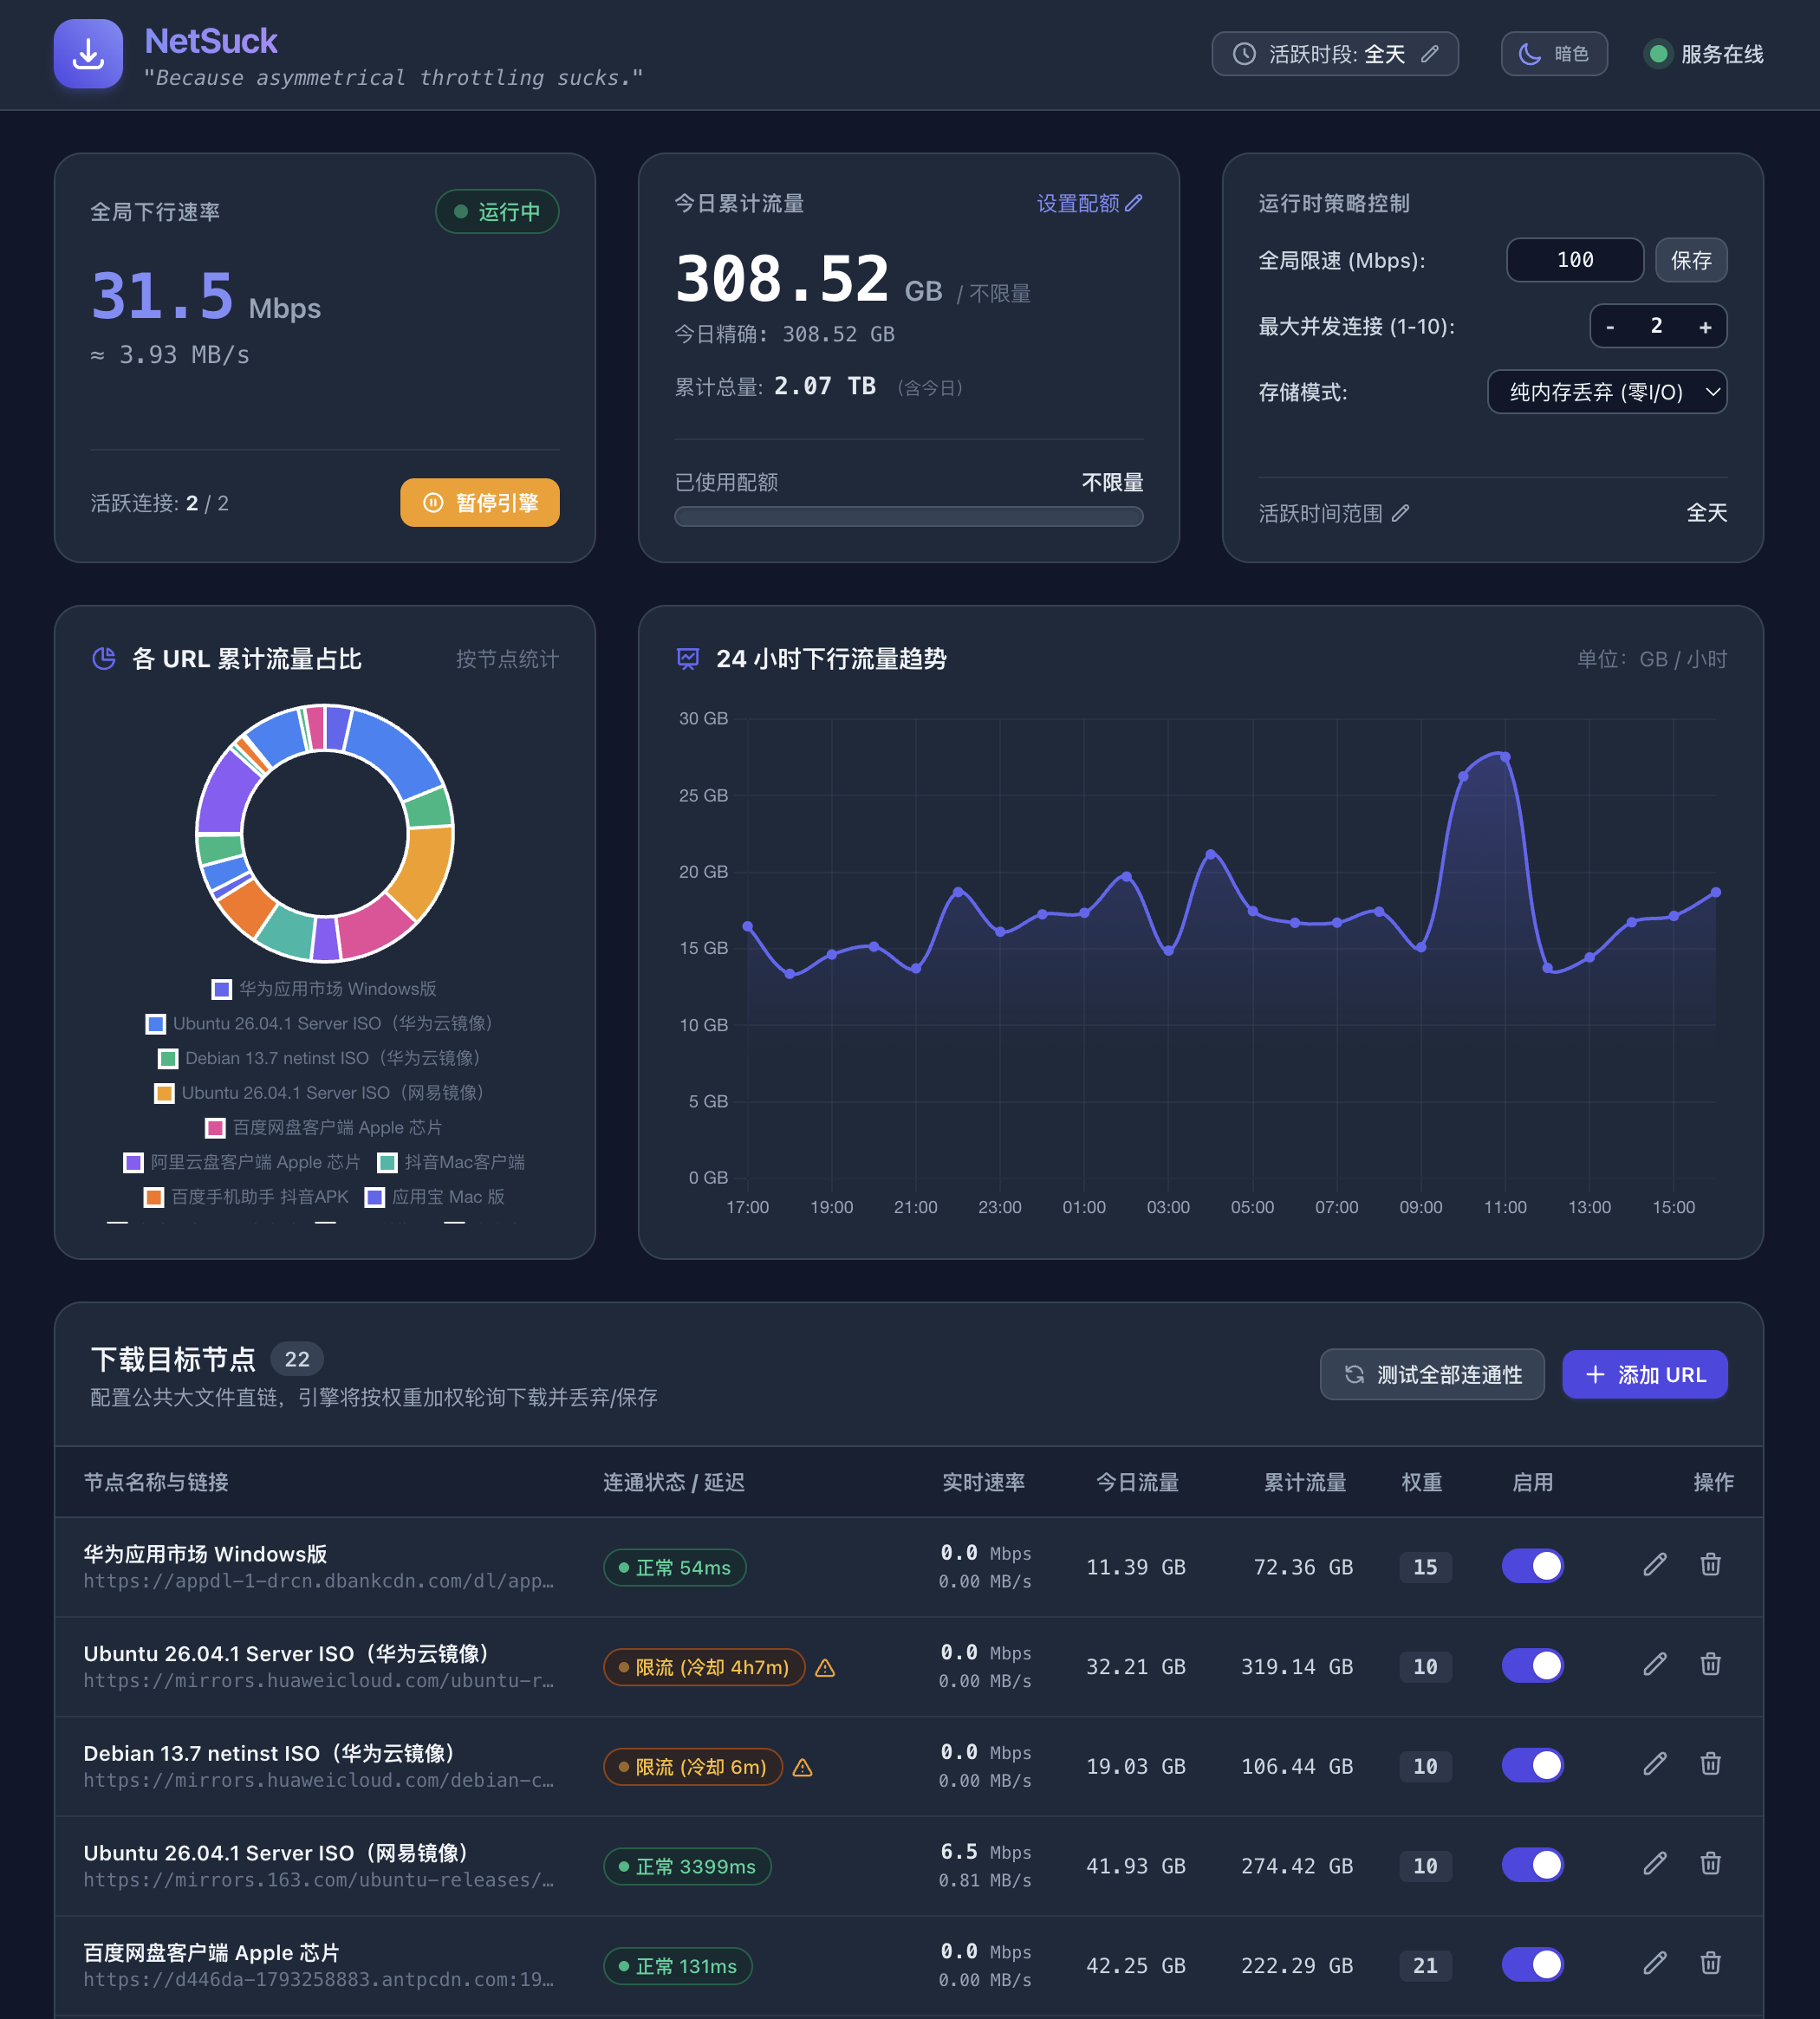 NetSuck
"Because asymmetrical throttling sucks."
活跃时段: 全天
暗色
服务在线
全局下行速率
运行中
31.5 Mbps
≈ 3.93 MB/s
活跃连接: 2 / 2
暂停引擎
今日累计流量
设置配额
308.52 GB / 不限量
今日精确: 308.52 GB
累计总量: 2.07 TB (含今日)
已使用配额
不限量
运行时策略控制
全局限速 (Mbps):
100
保存
最大并发连接 (1-10):
- 2 +
存储模式:
纯内存丢弃 (零I/O)
活跃时间范围
全天
各 URL 累计流量占比
按节点统计
华为应用市场 Windows版
Ubuntu 26.04.1 Server ISO（华为云镜像）
Debian 13.7 netinst ISO（华为云镜像）
Ubuntu 26.04.1 Server ISO（网易镜像）
百度网盘客户端 Apple 芯片
阿里云盘客户端 Apple 芯片
抖音Mac客户端
百度手机助手 抖音APK
应用宝 Mac 版
24 小时下行流量趋势
单位：GB / 小时
30 GB
25 GB
20 GB
15 GB
10 GB
5 GB
0 GB
17:00 19:00 21:00 23:00 01:00 03:00 05:00 07:00 09:00 11:00 13:00 15:00
下载目标节点 22
配置公共大文件直链，引擎将按权重加权轮询下载并丢弃/保存
测试全部连通性
添加 URL
节点名称与链接 连通状态 / 延迟 实时速率 今日流量 累计流量 权重 启用 操作
华为应用市场 Windows版
https://appdl-1-drcn.dbankcdn.com/dl/app…
正常 54ms
0.0 Mbps
0.00 MB/s
11.39 GB
72.36 GB
15
Ubuntu 26.04.1 Server ISO（华为云镜像）
https://mirrors.huaweicloud.com/ubuntu-r…
限流 (冷却 4h7m)
0.0 Mbps
0.00 MB/s
32.21 GB
319.14 GB
10
Debian 13.7 netinst ISO（华为云镜像）
https://mirrors.huaweicloud.com/debian-c…
限流 (冷却 6m)
0.0 Mbps
0.00 MB/s
19.03 GB
106.44 GB
10
Ubuntu 26.04.1 Server ISO（网易镜像）
https://mirrors.163.com/ubuntu-releases/…
正常 3399ms
6.5 Mbps
0.81 MB/s
41.93 GB
274.42 GB
10
百度网盘客户端 Apple 芯片
https://d446da-1793258883.antpcdn.com:19…
正常 131ms
0.0 Mbps
0.00 MB/s
42.25 GB
222.29 GB
21